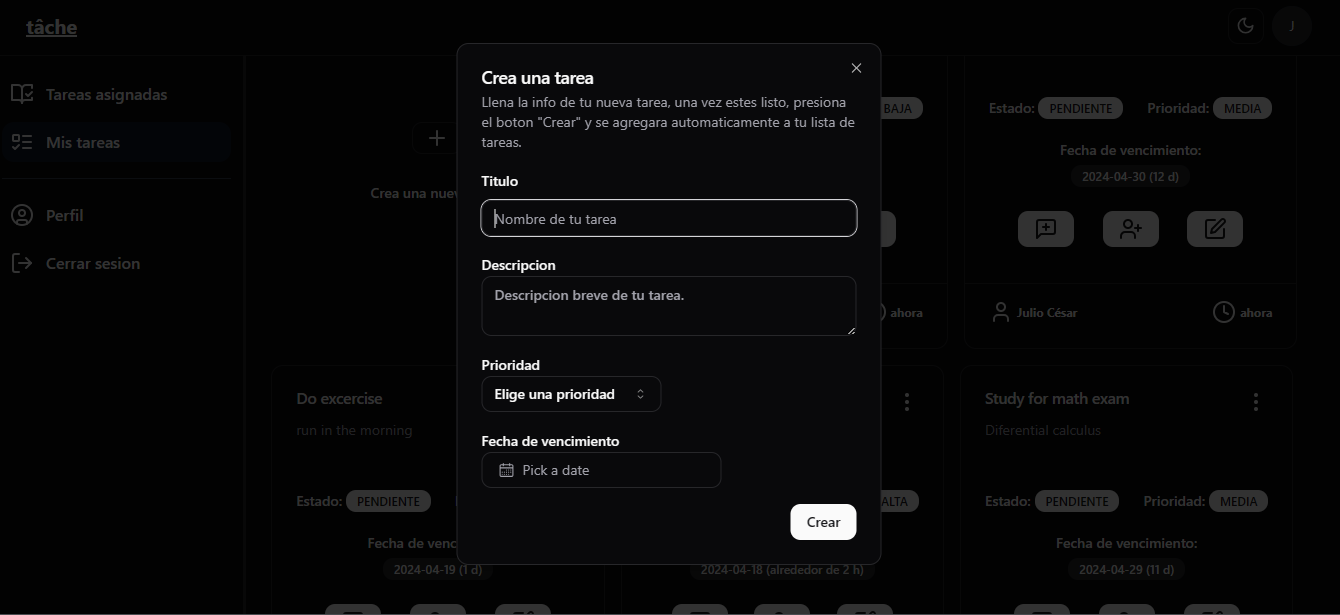 tâche
J
Tareas asignadas
Mis tareas
Perfil
Cerrar sesion
Crea una tarea
Llena la info de tu nueva tarea, una vez estes listo, presiona
el boton "Crear" y se agregara automaticamente a tu lista de
tareas.
Titulo
Nombre de tu tarea
Descripcion
Descripcion breve de tu tarea.
Prioridad
Elige una prioridad
Fecha de vencimiento
Pick a date
Crear
Crea una
BAJA
ahora
Estado: PENDIENTE Prioridad: MEDIA
Fecha de vencimiento:
2024-04-30 (12 d)
Julio César ahora
Do excercise
run in the morning
Estado: PENDIENTE
Fecha de
2024-04-19 (1 d)
ALTA
2024-04-18 (alrededor de 2 h)
Study for math exam
Diferential calculus
Estado: PENDIENTE Prioridad: MEDIA
Fecha de vencimiento:
2024-04-29 (11 d)